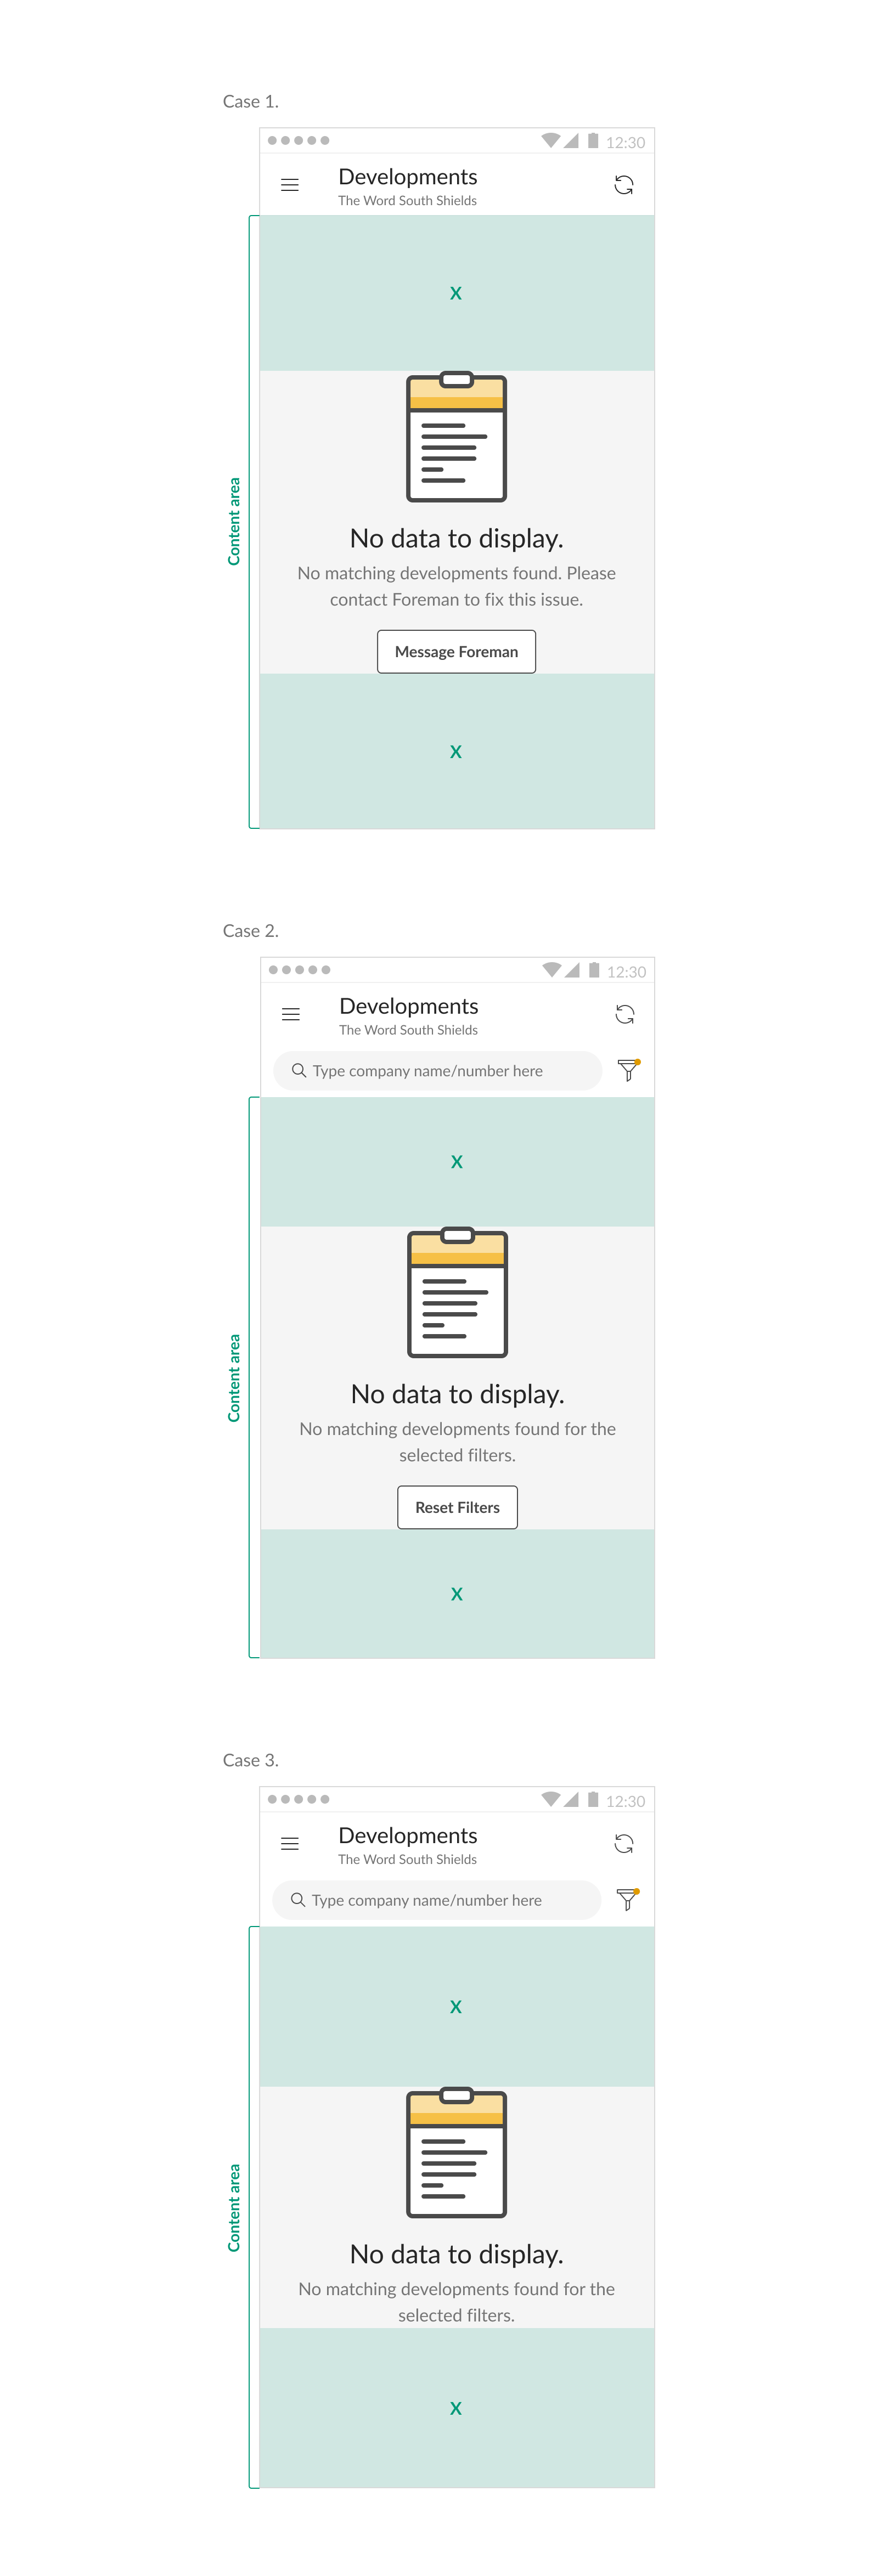 Case 1.
12:30
Developments
The Word South Shields
X
Content area
No data to display.
No matching developments found. Please
contact Foreman to fix this issue.
Message Foreman
X
Case 2.
12:30
Developments
The Word South Shields
Type company name/number here
X
Content area
No data to display.
No matching developments found for the
selected filters.
Reset Filters
X
Case 3.
12:30
Developments
The Word South Shields
Type company name/number here
X
Content area
No data to display.
No matching developments found for the
selected filters.
X